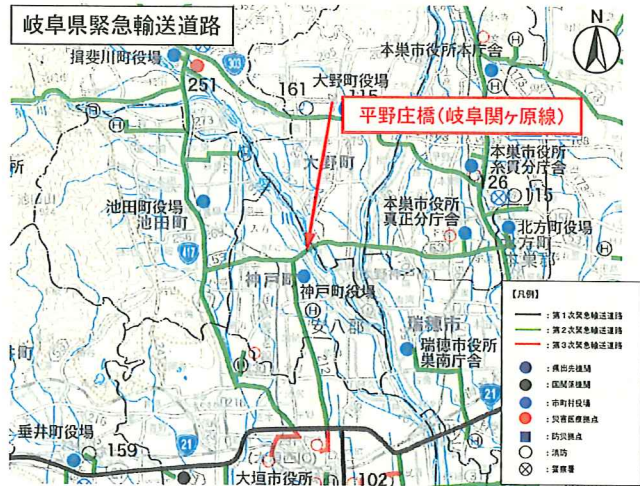 岐阜県緊急輸送道路
N
揖斐川町役場
303
251
161
大野町役場
115
本巣市役所本庁舎
平野庄橋(岐阜関ヶ原線)
大野町
本巣市役所
糸貫分庁舎
126
115
池田町役場
池田町
本巣市役所
真正分庁舎
北方町役場
417
神戸町
神戸町役場
安八郡
瑞穂市
瑞穂市役所
巣南庁舎
21
垂井町役場
159
21
大垣市役所
102
【凡例】
:第1次緊急輸送道路
:第2次緊急輸送道路
:第3次緊急輸送道路
:県出先機関
:国関係機関
:市町村役場
:災害医療拠点
:防災拠点
:消防
:警察署